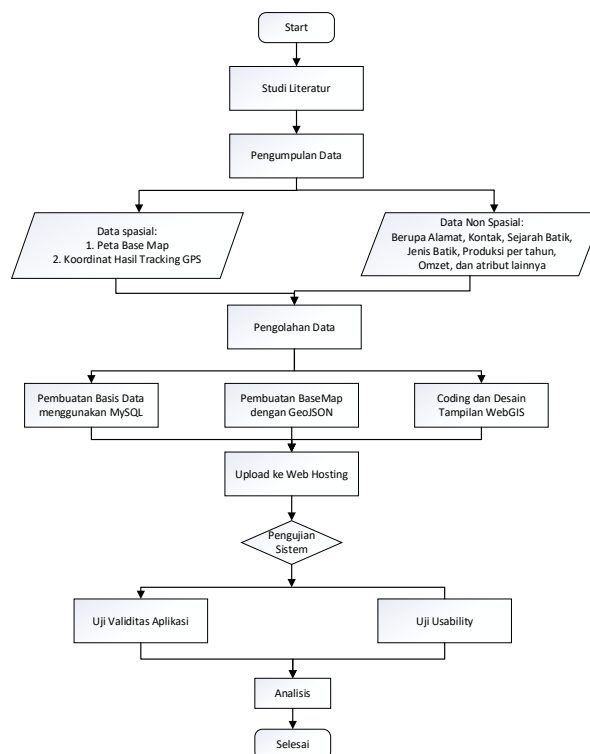 Start
Studi Literatur
Pengumpulan Data
Data spasial:
1. Peta Base Map
2. Koordinat Hasil Tracking GPS
Data Non Spasial:
Berupa Alamat, Kontak, Sejarah Batik,
Jenis Batik, Produksi per tahun,
Omzet, dan atribut lainnya
Pengolahan Data
Pembuatan Basis Data
menggunakan MySQL
Pembuatan BaseMap
dengan GeoJSON
Coding dan Desain
Tampilan WebGIS
Upload ke Web Hosting
Pengujian
Sistem
Uji Validitas Aplikasi
Uji Usability
Analisis
Selesai